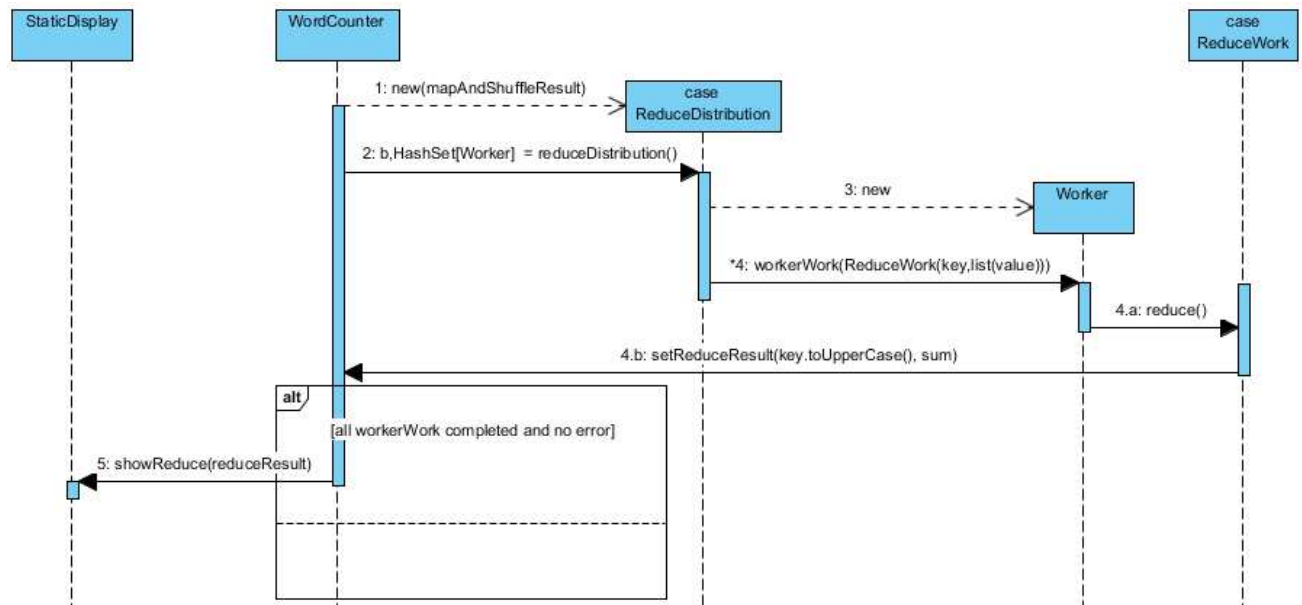 StaticDisplay
WordCounter
case
ReduceWork
1: new(mapAndShuffleResult)
case
ReduceDistribution
2: b,HashSet[Worker] = reduceDistribution()
3: new
Worker
*4: workerWork(ReduceWork(key,list(value)))
4.a: reduce()
4.b: setReduceResult(key.toUpperCase(), sum)
alt
[all workerWork completed and no error]
5: showReduce(reduceResult)